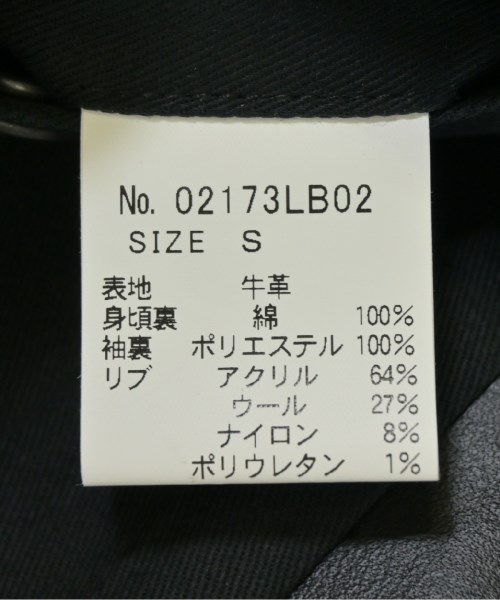 No. 02173LB02
SIZE S
表地 牛革
身頃裏 綿 100%
袖裏 ポリエステル 100%
リブ アクリル 64%
ウール 27%
ナイロン 8%
ポリウレタン 1%